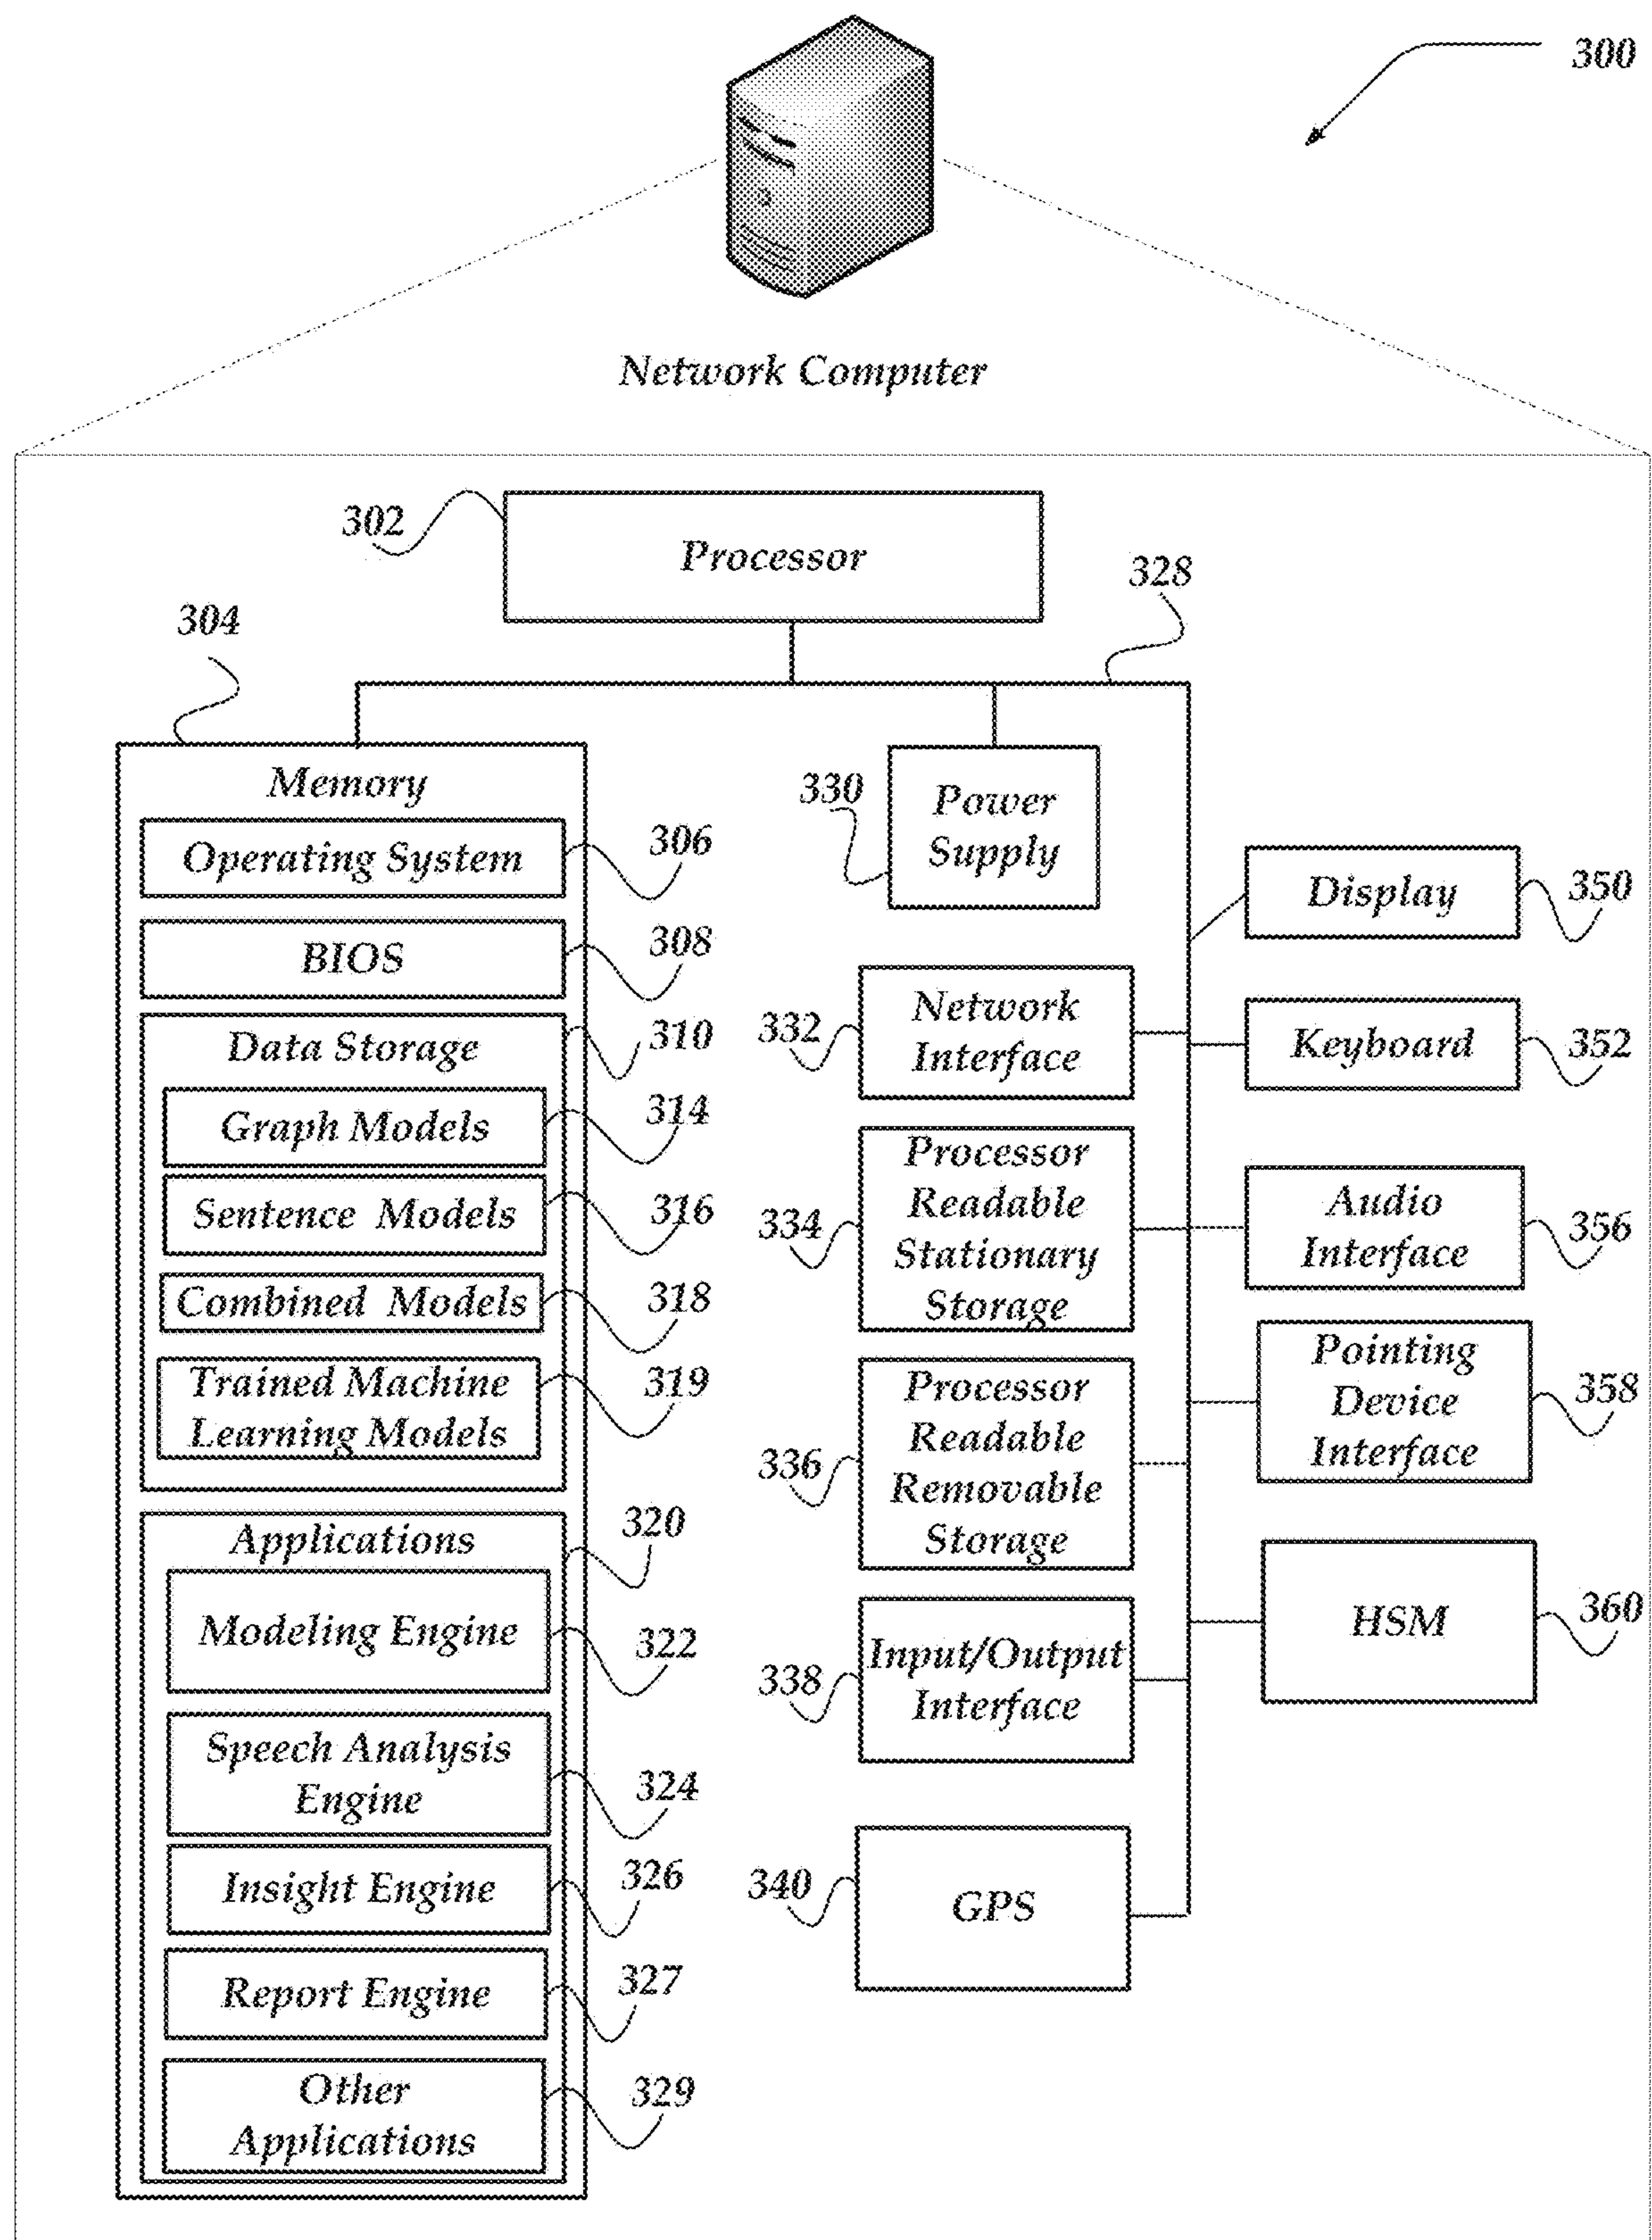 300
Network Computer
302
Processor
328
304
Memory
Operating System
306
BIOS
308
Data Storage
310
Graph Models
314
Sentence Models
316
Combined Models
318
Trained Machine
Learning Models
319
Applications
320
Modeling Engine
322
Speech Analysis
Engine
324
Insight Engine
326
Report Engine
327
Other
Applications
329
330
Power
Supply
332
Network
Interface
334
Processor
Readable
Stationary
Storage
336
Processor
Readable
Removable
Storage
338
Input/Output
Interface
340
GPS
Display
350
Keyboard
352
Audio
Interface
356
Pointing
Device
Interface
358
HSM
360